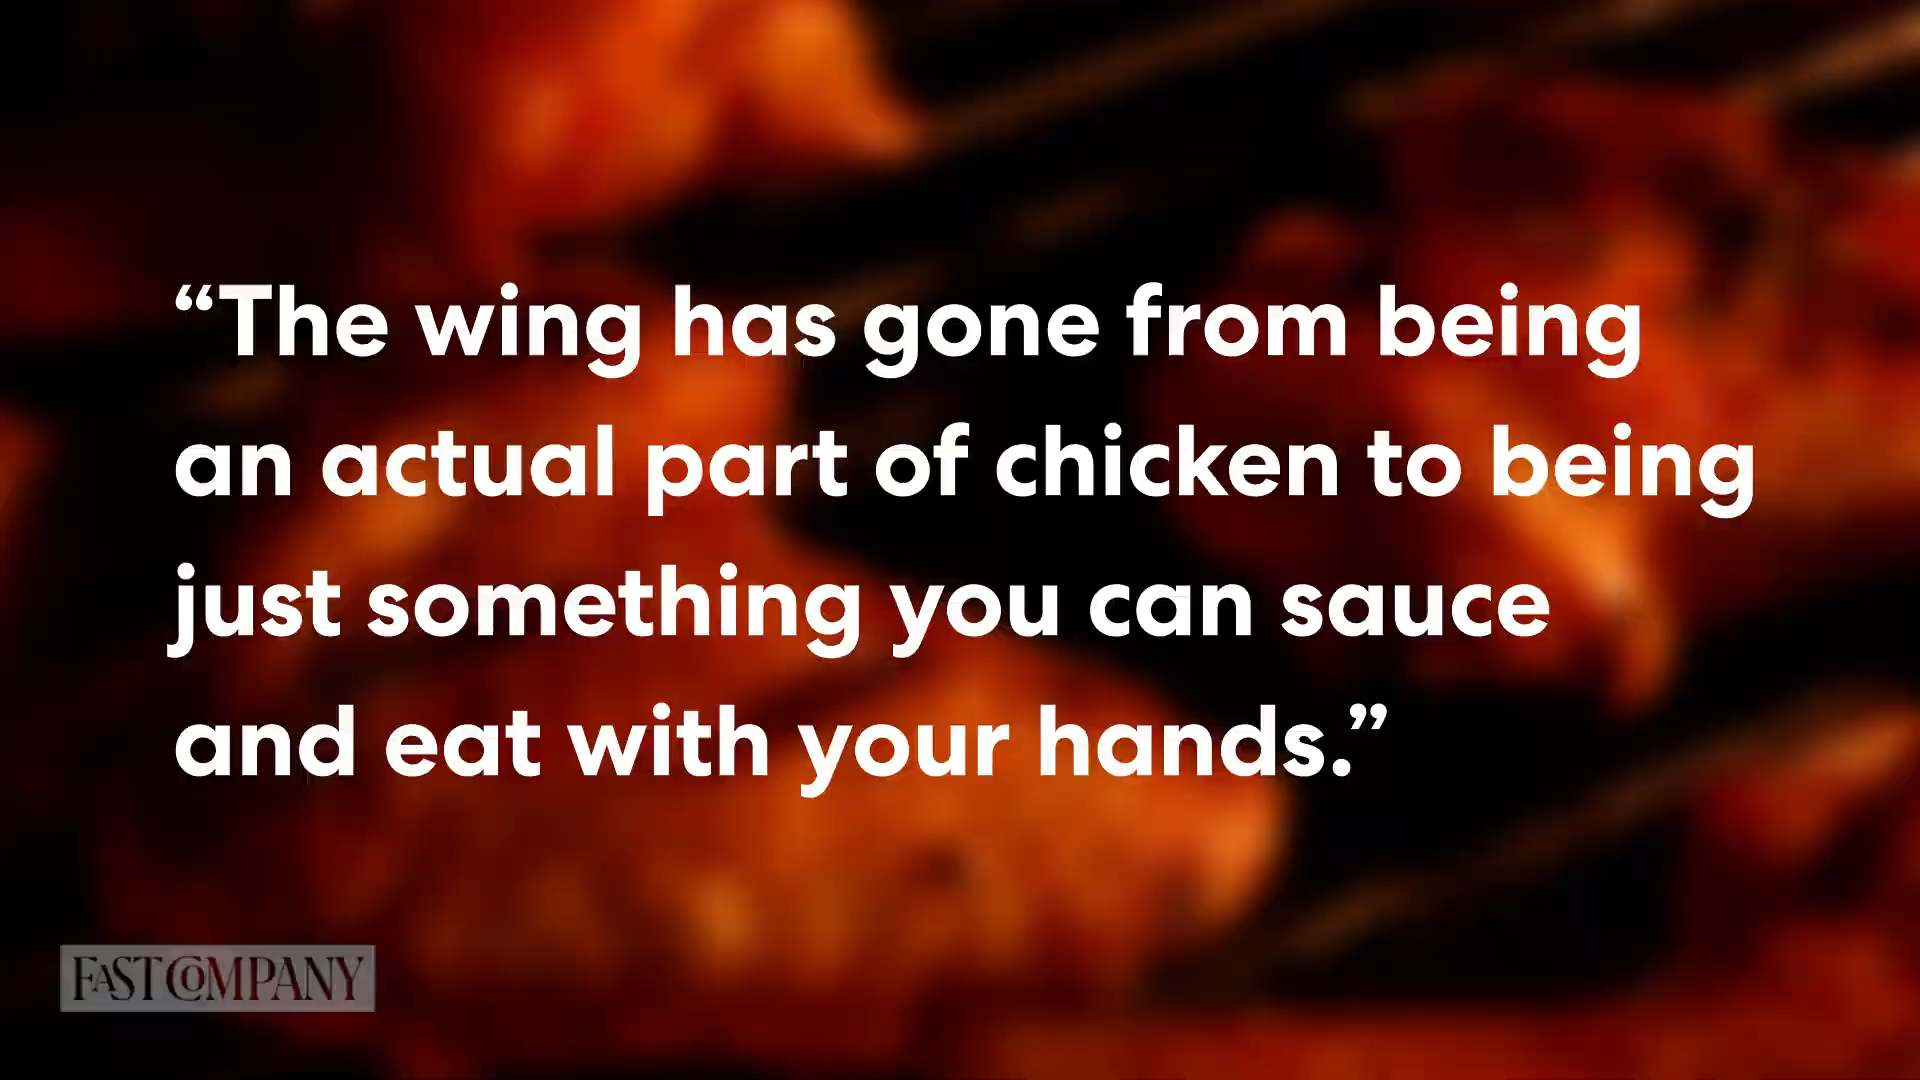 “The wing has gone from being
an actual part of chicken to being
just something you can sauce
and eat with your hands.”
FAST COMPANY